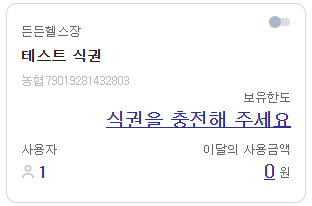 든든헬스장
테스트 식권
농협79019281432803
보유한도
식권을 충전해 주세요
사용자 이달의 사용금액
1 0 원